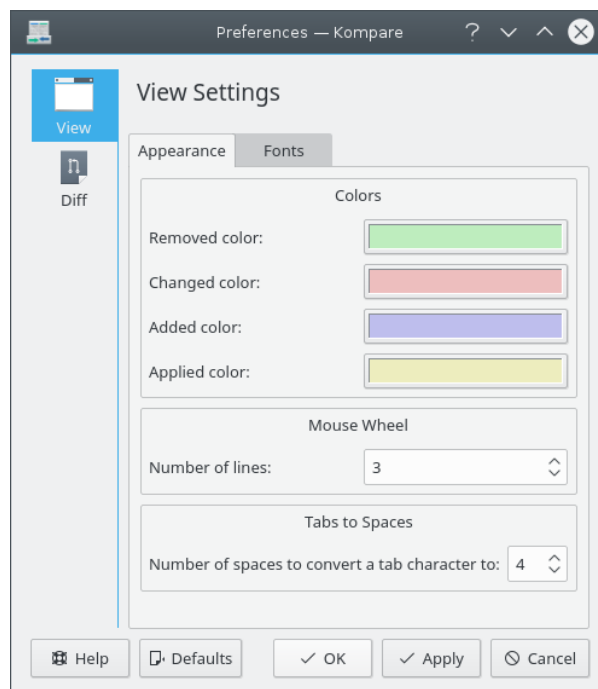 Preferences — Kompare
View
Diff
View Settings
Appearance Fonts
Colors
Removed color:
Changed color:
Added color:
Applied color:
Mouse Wheel
Number of lines: 3
Tabs to Spaces
Number of spaces to convert a tab character to: 4
Help Defaults OK Apply Cancel